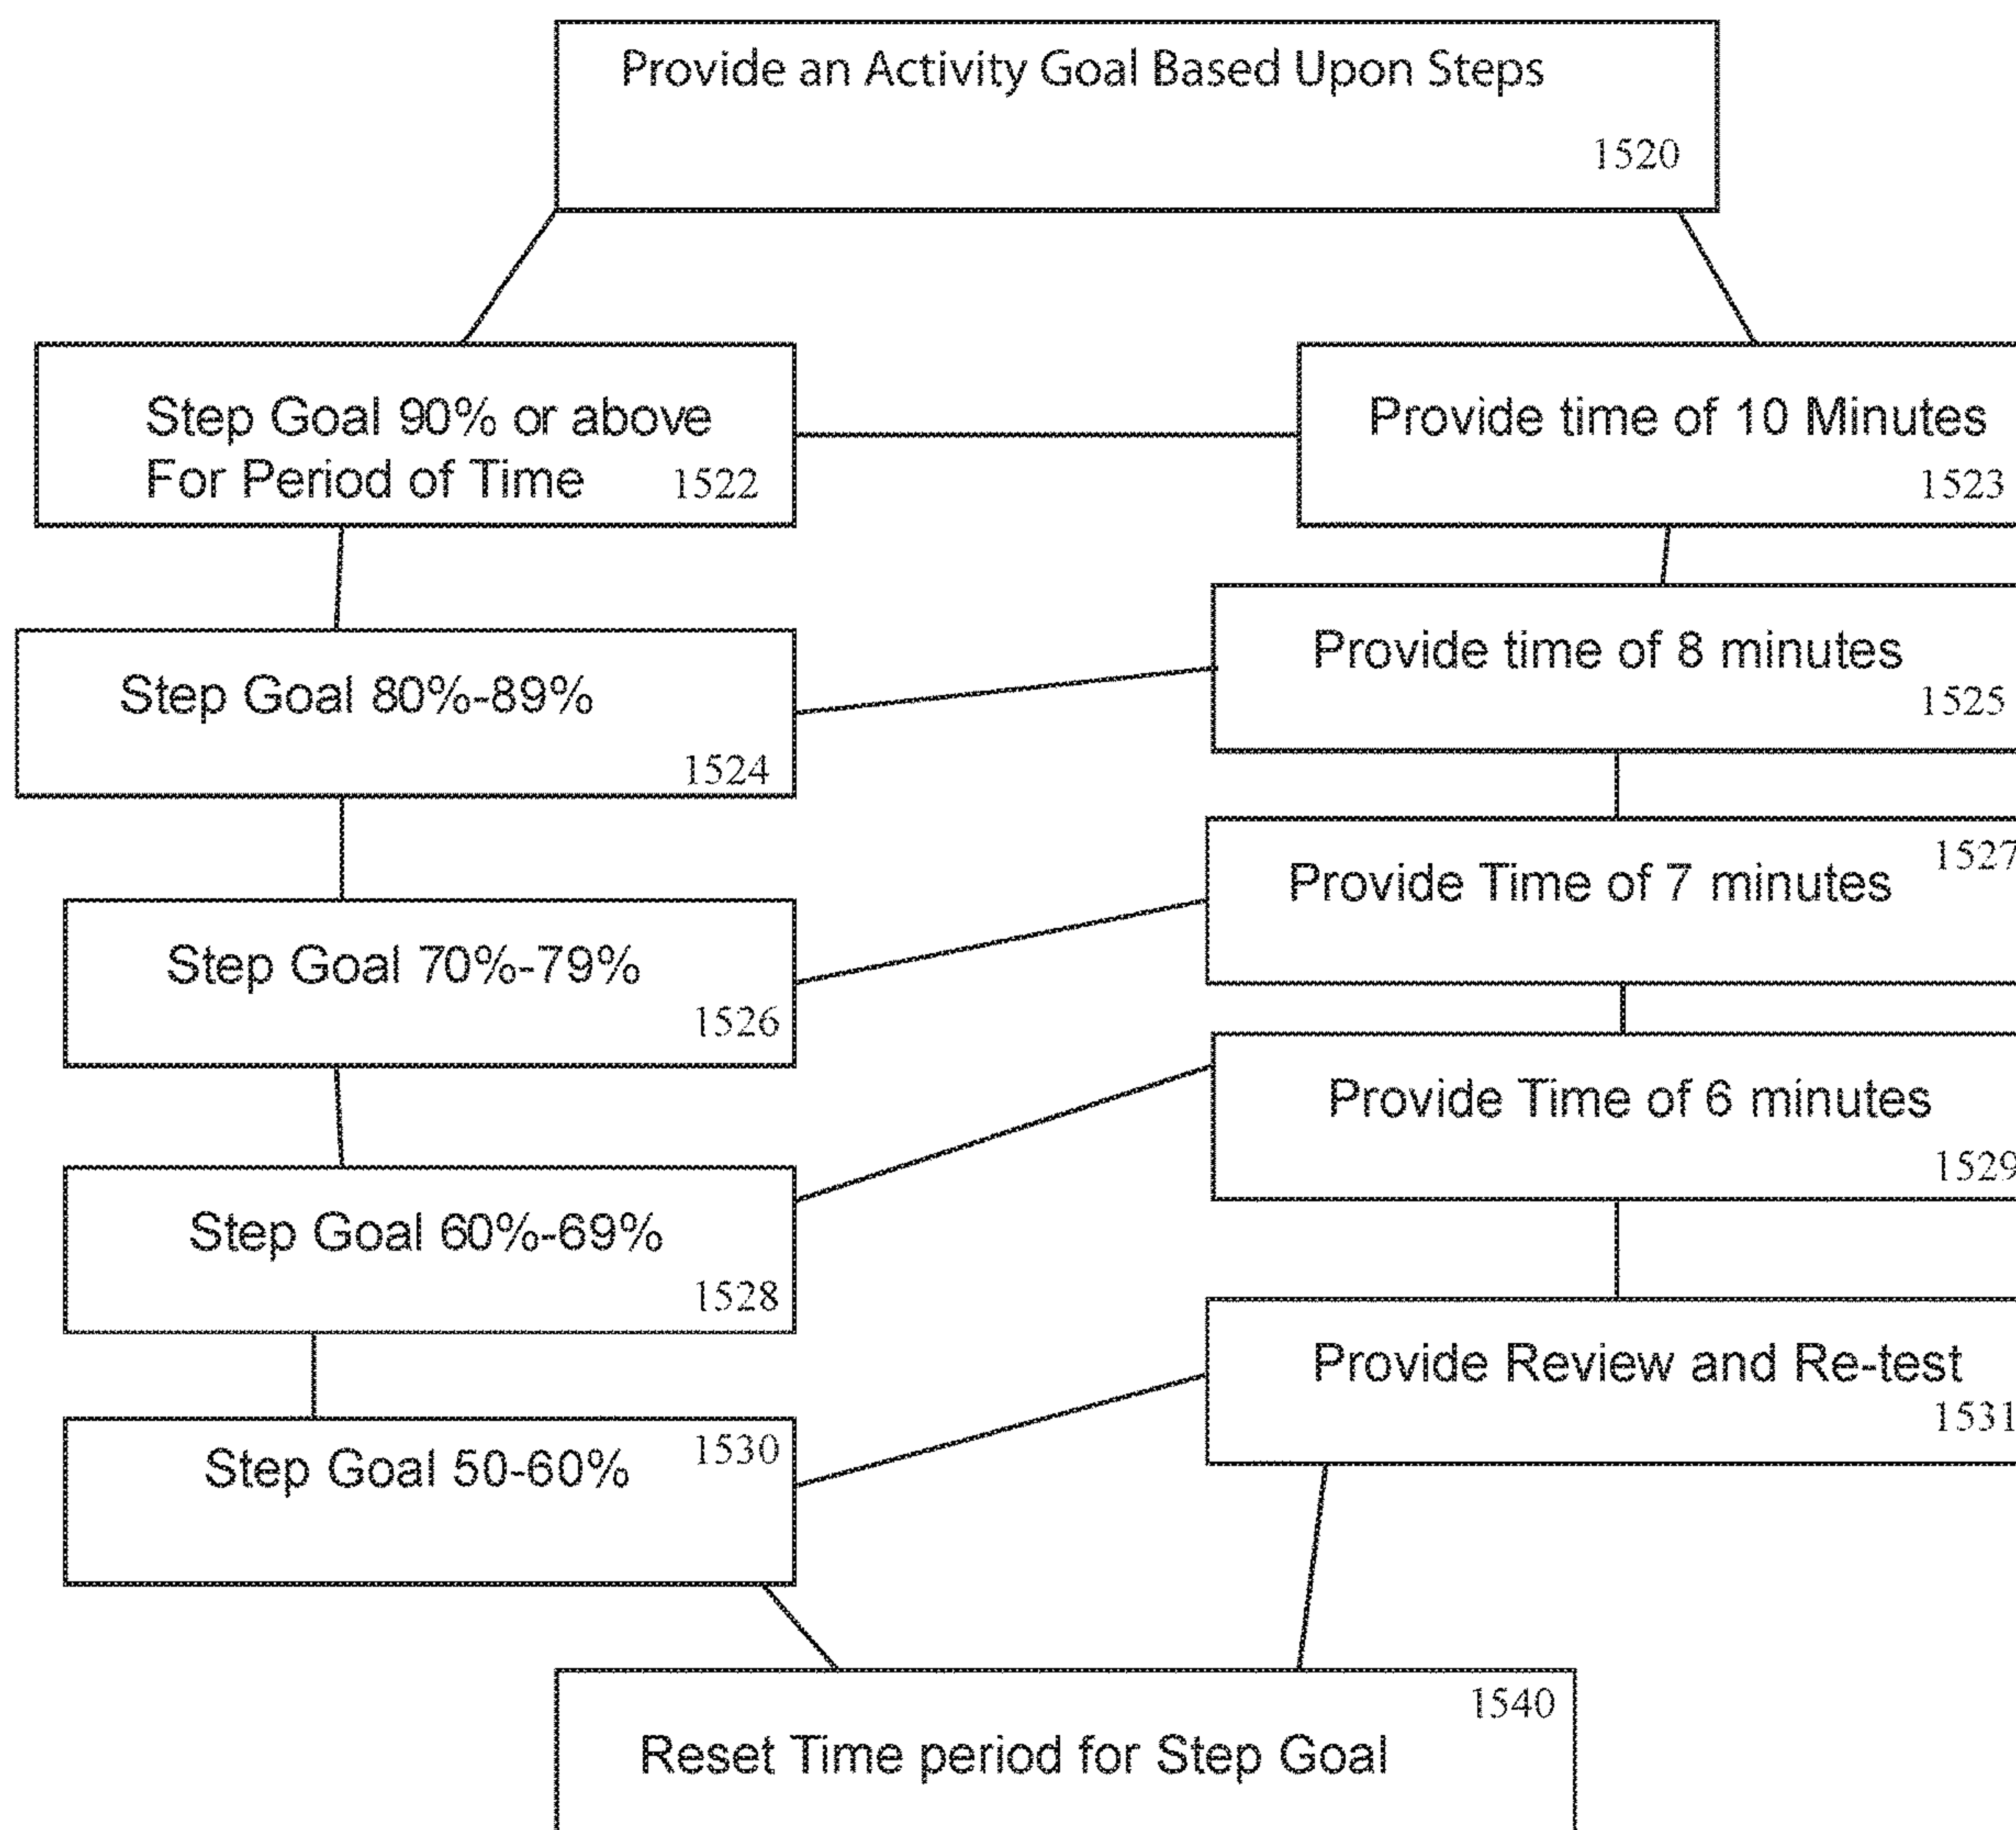 Provide an Activity Goal Based Upon Steps
1520
Step Goal 90% or above
For Period of Time 1522
Provide time of 10 Minutes
1523
Step Goal 80%-89%
1524
Provide time of 8 minutes
1525
Step Goal 70%-79%
1526
Provide Time of 7 minutes
1527
Step Goal 60%-69%
1528
Provide Time of 6 minutes
1529
Step Goal 50-60%
1530
Provide Review and Re-test
1531
1540
Reset Time period for Step Goal